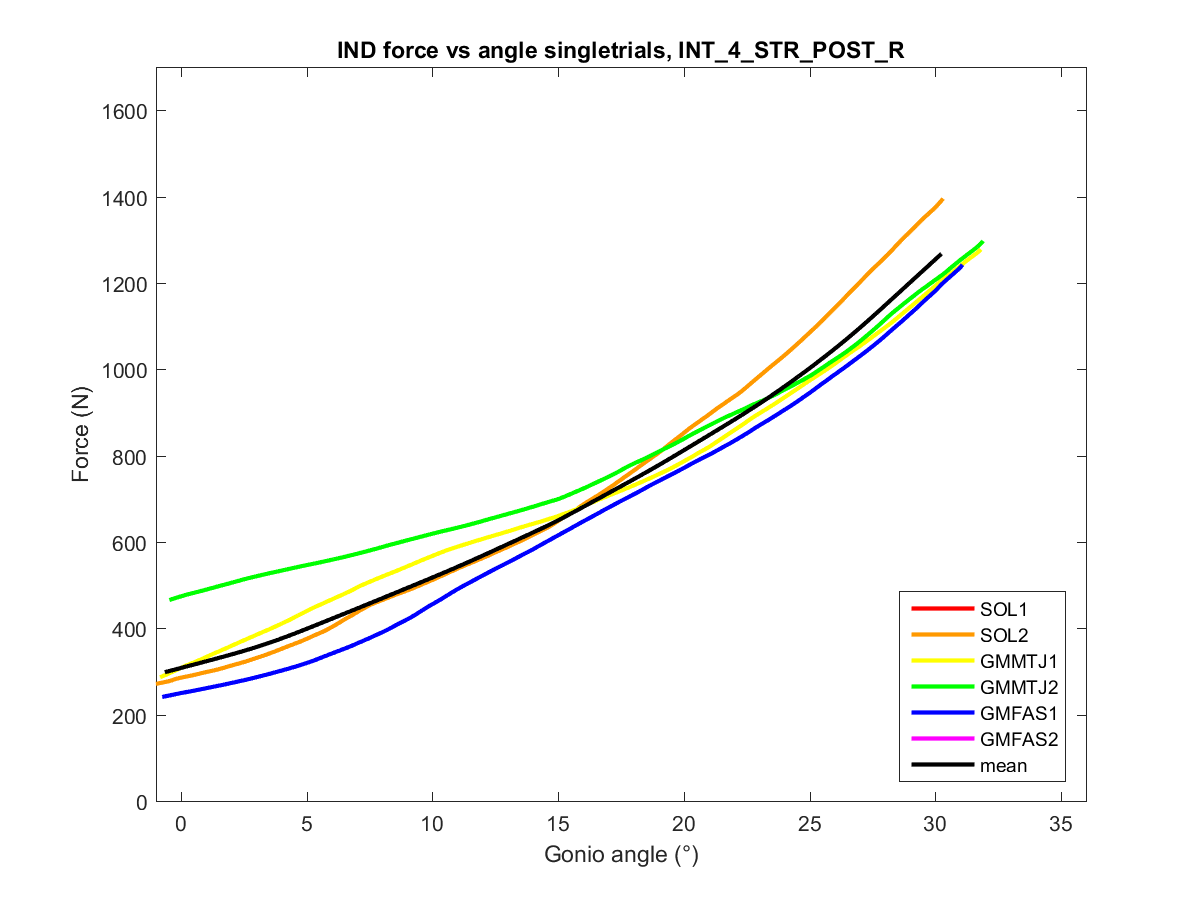 IND force vs angle singletrials, INT_4_STR_POST_R
Force (N)
1600
1400
1200
1000
800
600
400
200
0
0 5 10 15 20 25 30 35
Gonio angle (°)
SOL1
SOL2
GMMTJ1
GMMTJ2
GMFAS1
GMFAS2
mean